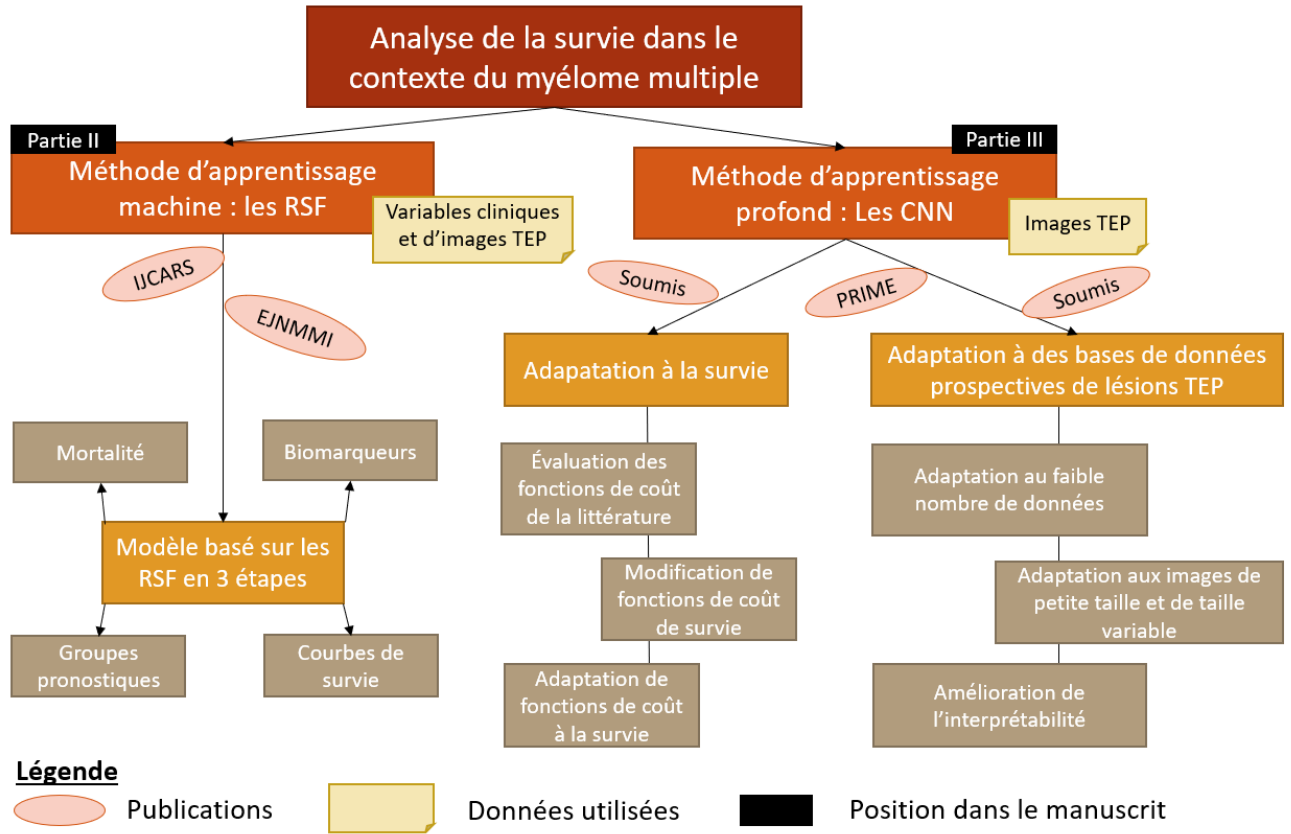 Analyse de la survie dans le
contexte du myélome multiple
Partie II
Méthode d'apprentissage
machine : les RSF
Variables cliniques
et d'images TEP
IJCARS
EJNMMI
Mortalité
Biomarqueurs
Modèle basé sur les
RSF en 3 étapes
Groupes
pronostiques
Courbes de
survie
Partie III
Méthode d'apprentissage
profond : Les CNN
Images TEP
Soumis
PRIME
Soumis
Adapatation à la survie
Évaluation des
fonctions de coût
de la littérature
Modification de
fonctions de coût
de survie
Adaptation de
fonctions de coût
à la survie
Adaptation à des bases de données
prospectives de lésions TEP
Adaptation au faible
nombre de données
Adaptation aux images de
petite taille et de taille
variable
Amélioration de
l'interprétabilité
Légende
Publications
Données utilisées
Position dans le manuscrit